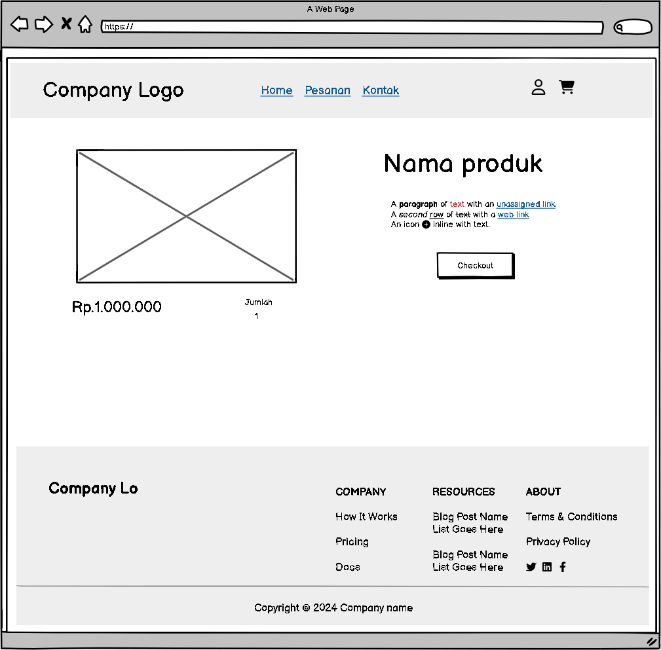 A Web Page
https://
Company Logo
Home Pesanan Kontak
Nama produk
A paragraph of text with an unassigned link
A second row of text with a web link
An icon inline with text.
Checkout
Rp.1.000.000
Jumlah
1
Company Lo
COMPANY
How It Works
Pricing
Docs
RESOURCES
Blog Post Name
List Goes Here
Blog Post Name
List Goes Here
ABOUT
Terms & Conditions
Privacy Policy
Copyright © 2024 Company name